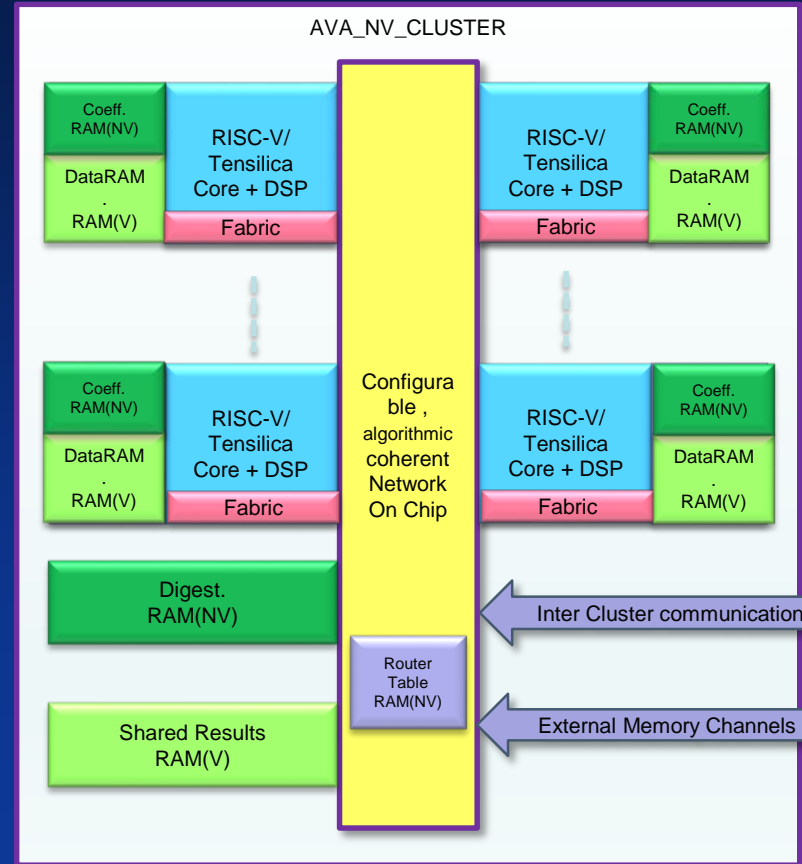 AVA_NV_CLUSTER
Coeff.
RAM(NV)
DataRAM
.
RAM(V)
RISC-V/
Tensilica
Core + DSP
Fabric
RISC-V/
Tensilica
Core + DSP
Fabric
Coeff.
RAM(NV)
DataRAM
.
RAM(V)
Coeff.
RAM(NV)
DataRAM
.
RAM(V)
RISC-V/
Tensilica
Core + DSP
Fabric
Configura
ble ,
algorithmic
coherent
Network
On Chip
RISC-V/
Tensilica
Core + DSP
Fabric
Coeff.
RAM(NV)
DataRAM
.
RAM(V)
Digest.
RAM(NV)
Inter Cluster communication
Router
Table
RAM(NV)
Shared Results
RAM(V)
External Memory Channels